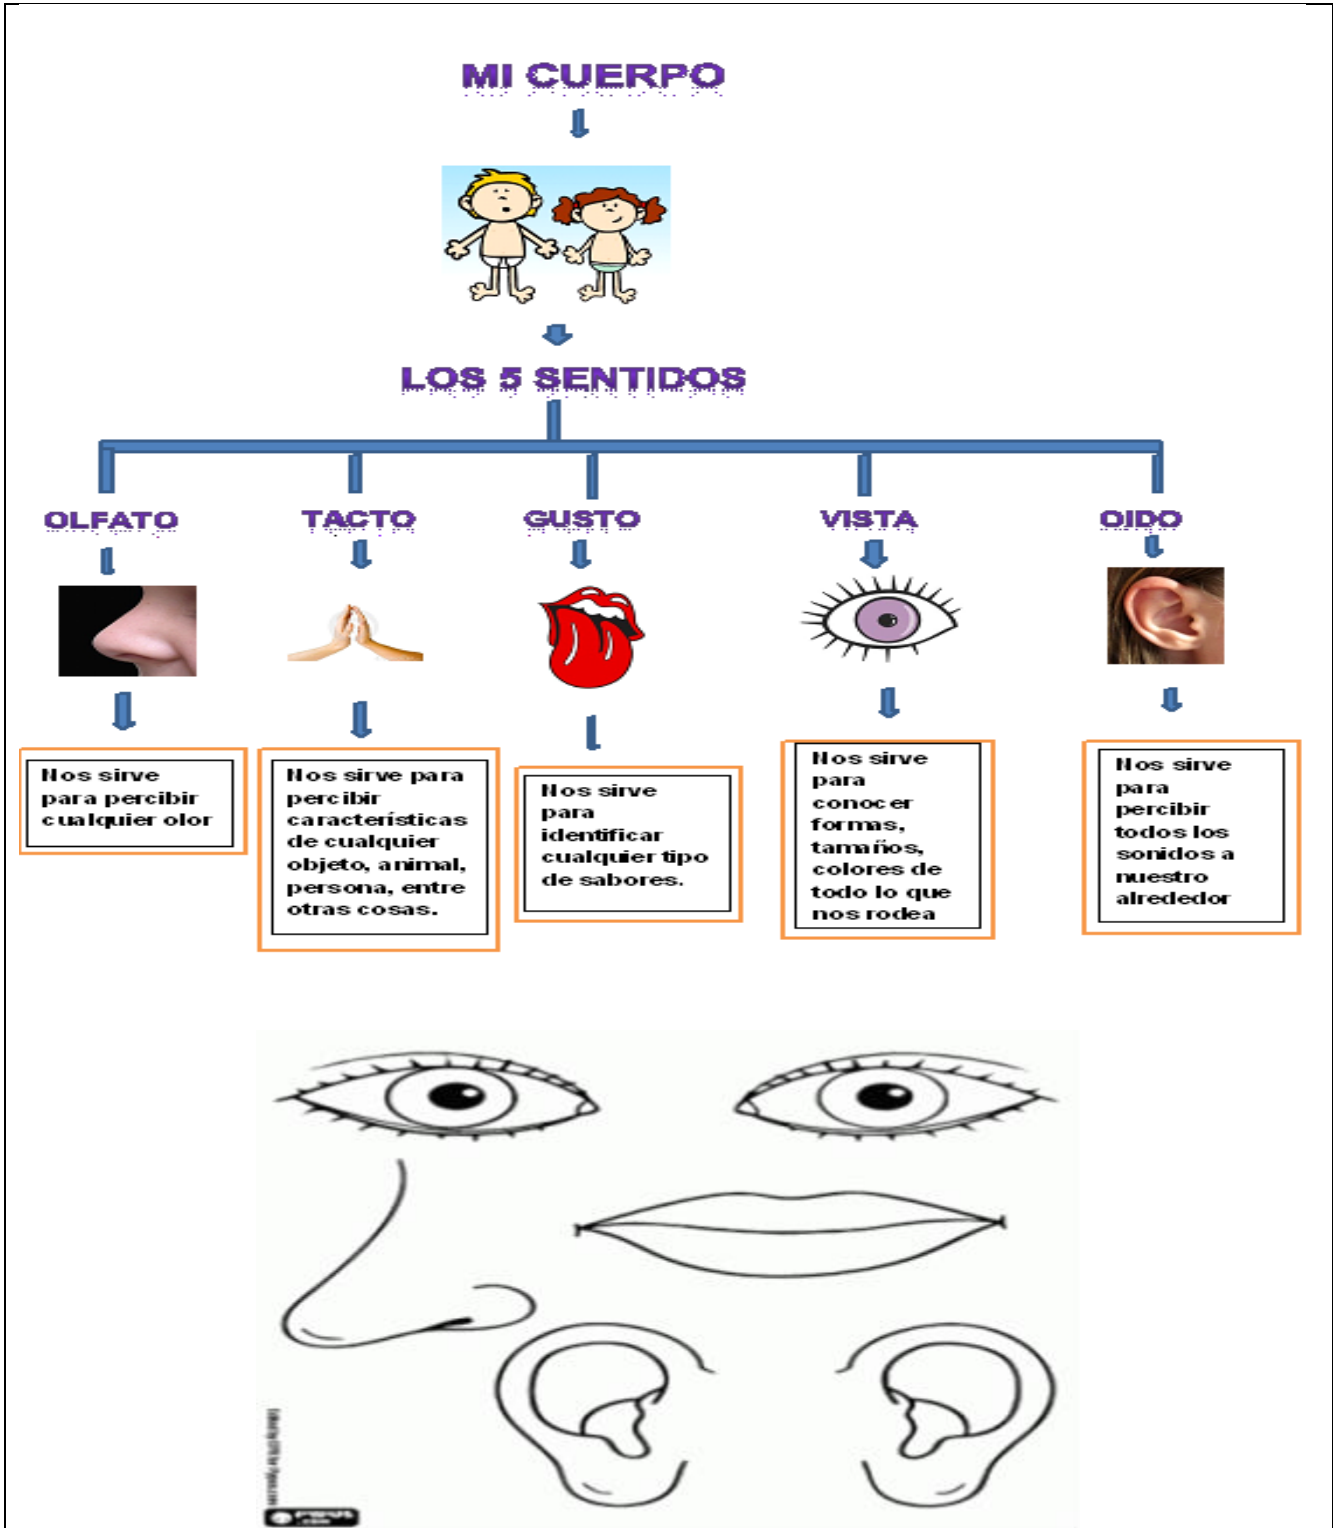 MI CUERPO
LOS 5 SENTIDOS
OLFATO
TACTO
GUSTO
VISTA
OIDO
Nos sirve
para percibir
cualquier olor
Nos sirve para
percibir
características
de cualquier
objeto, animal,
persona, entre
otras cosas.
Nos sirve
para
identificar
cualquier tipo
de sabores.
Nos sirve
para
conocer
formas,
tamaños,
colores de
todo lo que
nos rodea
Nos sirve
para
percibir
todos los
sonidos a
nuestro
alrededor